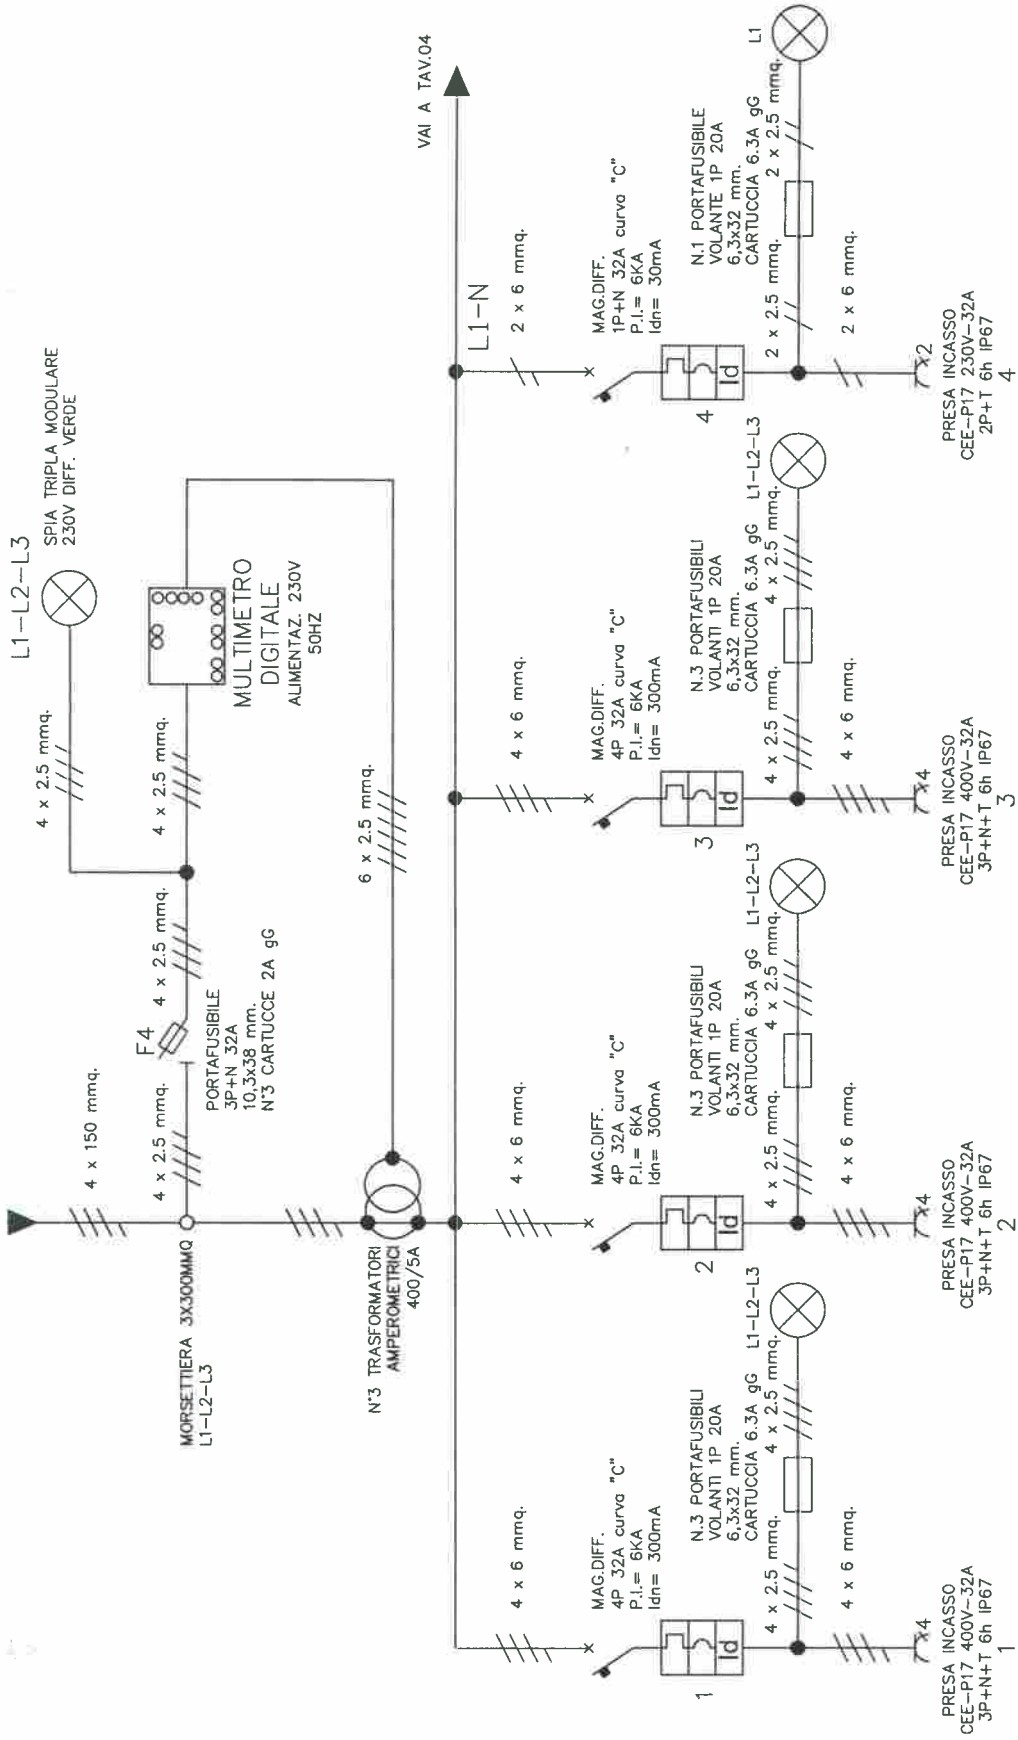 4 x 150 mmq.
MORSETTIERA 3X300MMQ
L1-L2-L3
4 x 2.5 mmq.
F4
PORTAFUSIBILE
3P+N 32A
10,3x38 mm.
N°3 CARTUCCE 2A gG
4 x 2.5 mmq.
4 x 2.5 mmq.
4 x 2.5 mmq.
L1-L2-L3
SPIA TRIPLA MODULARE
230V DIFF. VERDE
MULTIMETRO
DIGITALE
ALIMENTAZ. 230V
50HZ
N°3 TRASFORMATORI
AMPEROMETRICI
400/5A
6 x 2.5 mmq.
VAI A TAV.04
L1-N
4 x 6 mmq.
MAG.DIFF.
4P 32A curva "C"
P.I.= 6KA
Idn= 300mA
Id
1
N.3 PORTAFUSIBILI
VOLANTI 1P 20A
6,3x32 mm.
CARTUCCIA 6.3A gG
4 x 2.5 mmq.
4 x 2.5 mmq.
L1-L2-L3
4 x 6 mmq.
4
PRESA INCASSO
CEE-P17 400V-32A
3P+N+T 6h IP67
1
4 x 6 mmq.
MAG.DIFF.
4P 32A curva "C"
P.I.= 6KA
Idn= 300mA
Id
2
N.3 PORTAFUSIBILI
VOLANTI 1P 20A
6,3x32 mm.
CARTUCCIA 6.3A gG
4 x 2.5 mmq.
4 x 2.5 mmq.
L1-L2-L3
4 x 6 mmq.
4
PRESA INCASSO
CEE-P17 400V-32A
3P+N+T 6h IP67
2
4 x 6 mmq.
MAG.DIFF.
4P 32A curva "C"
P.I.= 6KA
Idn= 300mA
Id
3
N.3 PORTAFUSIBILI
VOLANTI 1P 20A
6,3x32 mm.
CARTUCCIA 6.3A gG
4 x 2.5 mmq.
4 x 2.5 mmq.
L1-L2-L3
4 x 6 mmq.
4
PRESA INCASSO
CEE-P17 400V-32A
3P+N+T 6h IP67
3
2 x 6 mmq.
MAG.DIFF.
1P+N 32A curva "C"
P.I.= 6KA
Idn= 30mA
Id
4
N.1 PORTAFUSIBILE
VOLANTE 1P 20A
6,3x32 mm.
CARTUCCIA 6.3A gG
2 x 2.5 mmq.
2 x 2.5 mmq.
L1
2 x 6 mmq.
2
PRESA INCASSO
CEE-P17 230V-32A
2P+T 6h IP67
4